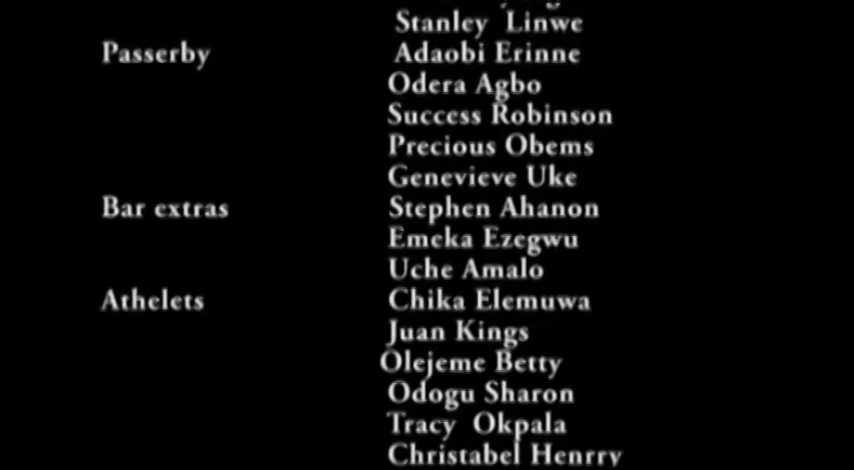 Stanley Linwe
Passerby Adaobi Erinne
Odera Agbo
Success Robinson
Precious Obems
Genevieve Uke
Bar extras Stephen Ahanon
Emeka Ezegwu
Uche Amalo
Athelets Chika Elemuwa
Juan Kings
Olejeme Betty
Odogu Sharon
Tracy Okpala
Christabel Henrry